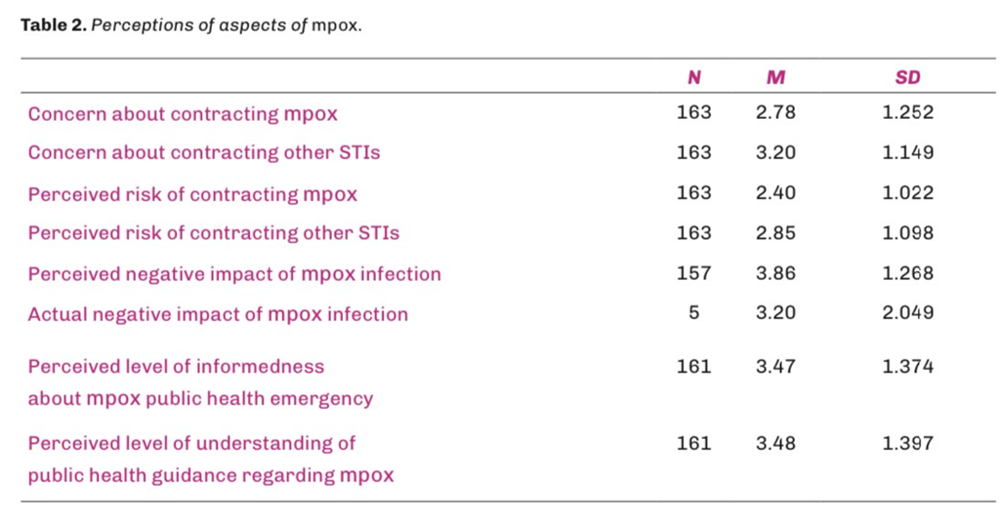 Table 2. Perceptions of aspects of mpox.
N M SD
Concern about contracting mpox 163 2.78 1.252
Concern about contracting other STIs 163 3.20 1.149
Perceived risk of contracting mpox 163 2.40 1.022
Perceived risk of contracting other STIs 163 2.85 1.098
Perceived negative impact of mpox infection 157 3.86 1.268
Actual negative impact of mpox infection 5 3.20 2.049
Perceived level of informedness 161 3.47 1.374
about mpox public health emergency
Perceived level of understanding of 161 3.48 1.397
public health guidance regarding mpox